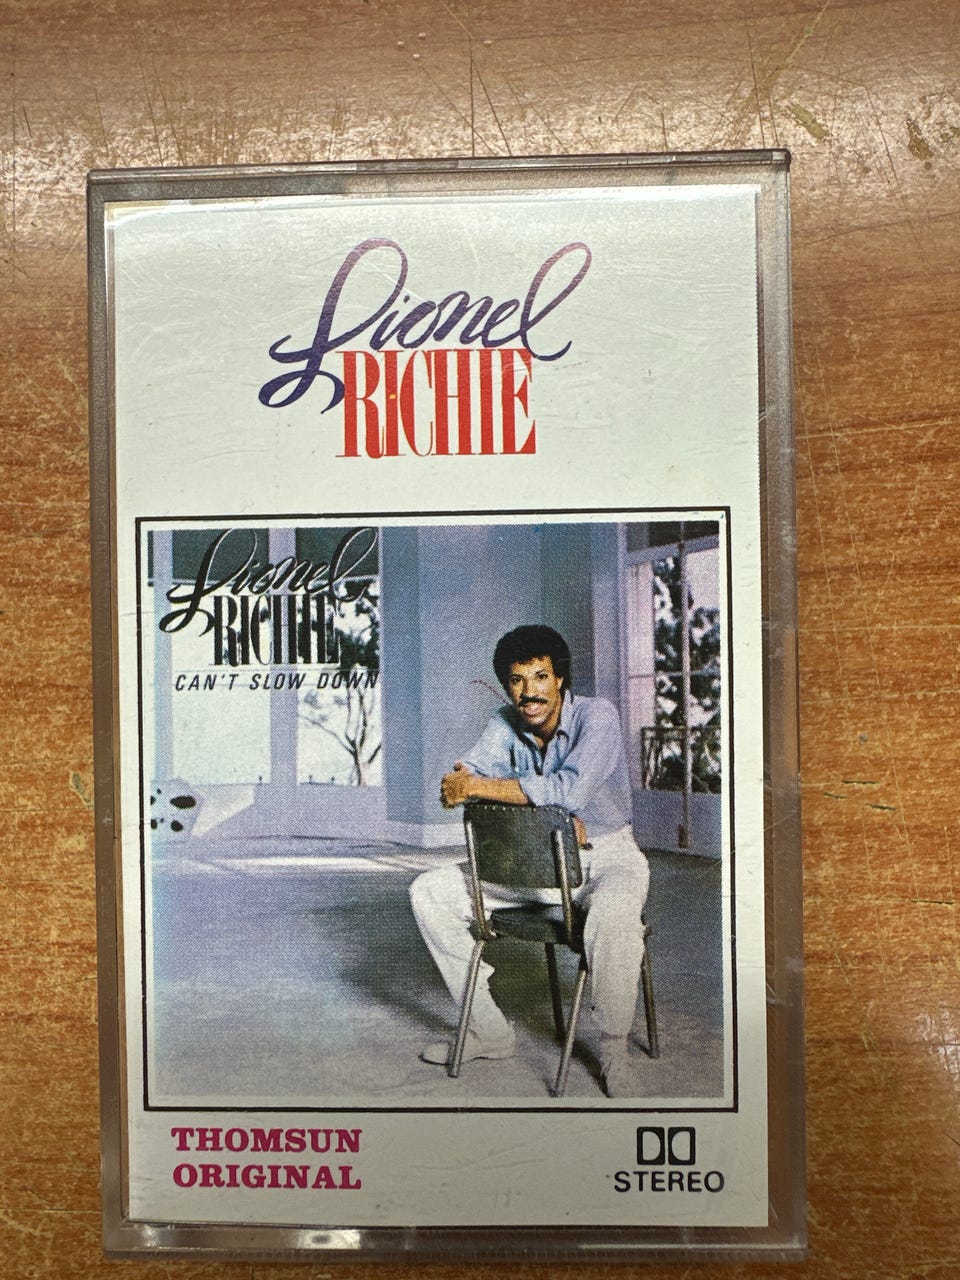 Lionel
RICHIE
Lionel
RICHIE
CAN'T SLOW DOWN
THOMSUN
ORIGINAL
STEREO